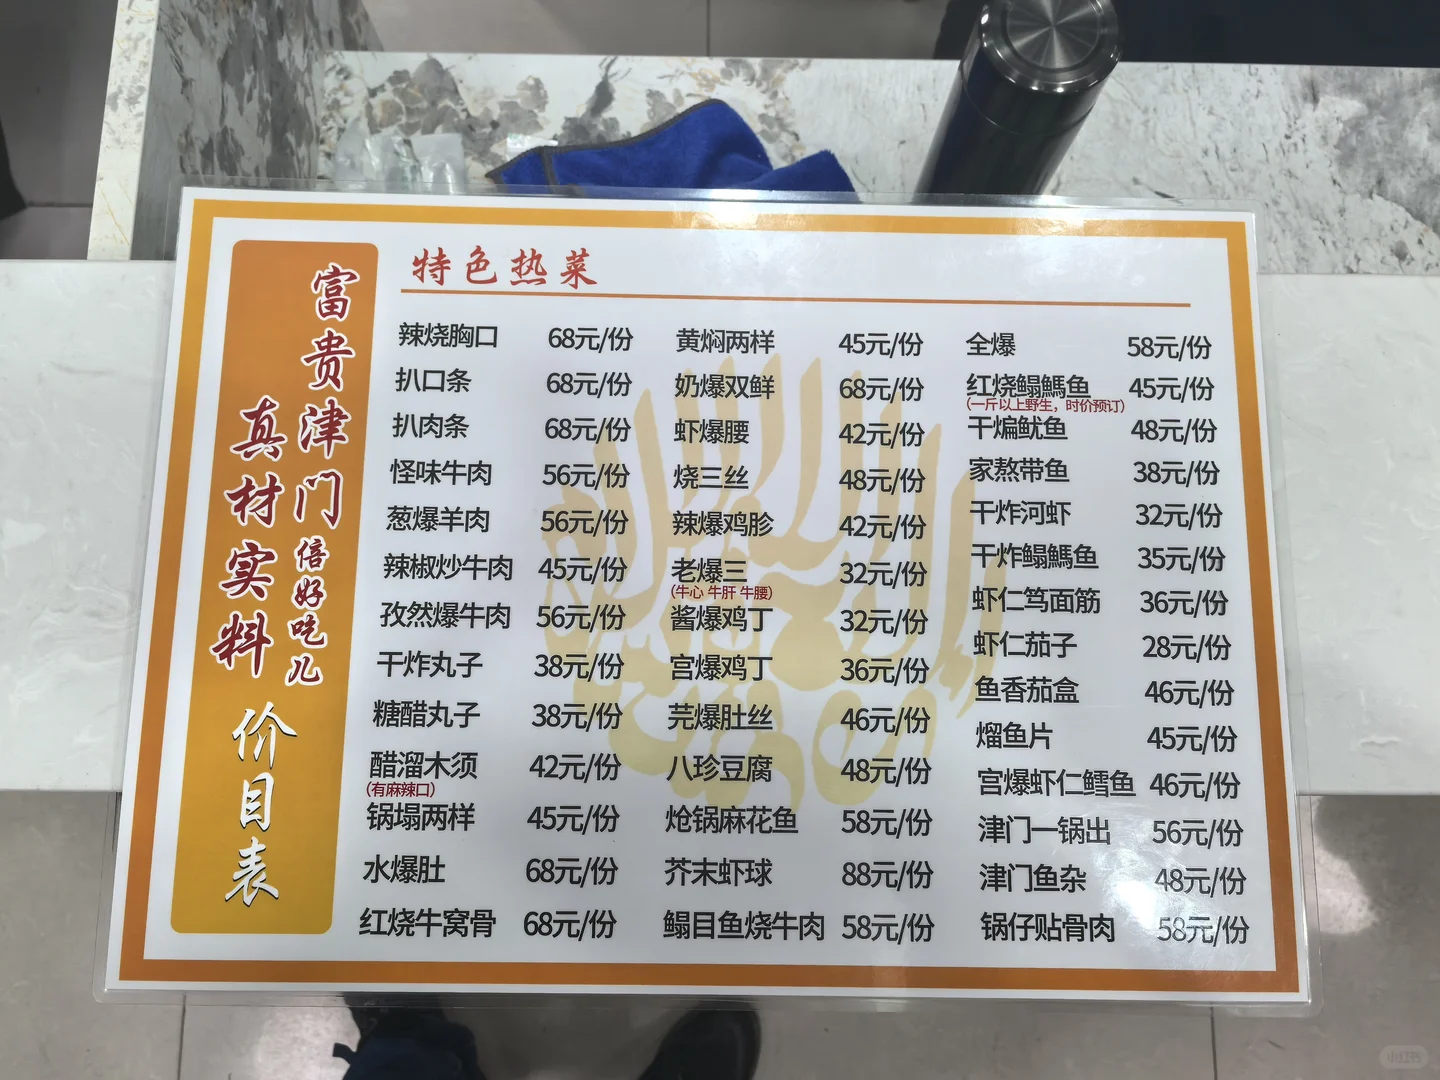 富贵津门 倍好吃儿
真材实料
价目表
特色热菜
辣烧胸口 68元/份
扒口条 68元/份
扒肉条 68元/份
怪味牛肉 56元/份
葱爆羊肉 56元/份
辣椒炒牛肉 45元/份
孜然爆牛肉 56元/份
干炸丸子 38元/份
糖醋丸子 38元/份
醋溜木须 42元/份
(有麻辣口)
锅塌两样 45元/份
水爆肚 68元/份
红烧牛窝骨 68元/份
黄焖两样 45元/份
奶爆双鲜 68元/份
虾爆腰 42元/份
烧三丝 48元/份
辣爆鸡胗 42元/份
老爆三 32元/份
(牛心 牛肝 牛腰)
酱爆鸡丁 32元/份
宫爆鸡丁 36元/份
芫爆肚丝 46元/份
八珍豆腐 48元/份
炝锅麻花鱼 58元/份
芥末虾球 88元/份
鳎目鱼烧牛肉 58元/份
全爆 58元/份
红烧鳎鰢鱼 45元/份
(一斤以上野生，时价预订)
干煸鱿鱼 48元/份
家熬带鱼 38元/份
干炸河虾 32元/份
干炸鳎鰢鱼 35元/份
虾仁笃面筋 36元/份
虾仁茄子 28元/份
鱼香茄盒 46元/份
熘鱼片 45元/份
宫爆虾仁鳕鱼 46元/份
津门一锅出 56元/份
津门鱼杂 48元/份
锅仔贴骨肉 58元/份
小红书